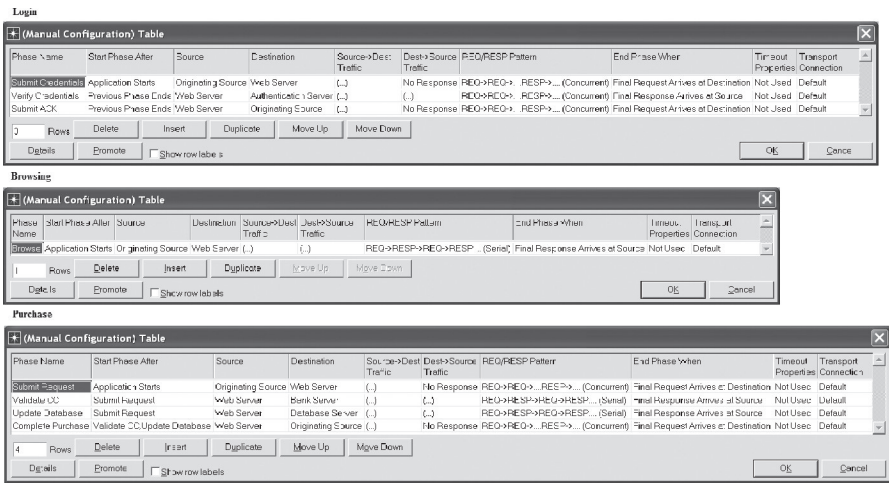 Login
(Manual Configuration) Table
Phase Name Start Phase After Source Destination Source->Dest Traffic Dest->Source Traffic REQ/RESP Pattern End Phase When Timeout Properties Transport Connection
Submit Credentials Application Starts Originating Source Web Server (...) No Response REQ->REQ->...RESP->.... (Concurrent) Final Request Arrives at Destination Not Used Default
Verify Credentials Previous Phase Ends Web Server Authentication Server (...) (...) REQ->REQ->...RESP->.... (Concurrent) Final Response Arrives at Source Not Used Default
Submit ACK Previous Phase Ends Web Server Originating Source (...) No Response REQ->REQ->...RESP->.... (Concurrent) Final Request Arrives at Destination Not Used Default
3 Rows Delete Insert Duplicate Move Up Move Down
Details Promote Show row labels OK Cance
Browsing
(Manual Configuration) Table
Phase Name Start Phase After Source Destination Source->Dest Traffic Dest->Source Traffic REQ/RESP Pattern End Phase When Timeout Properties Transport Connection
Browse Application Starts Originating Source Web Server (...) (...) REQ->RESP->REQ->RESP... (Serial) Final Response Arrives at Source Not Used Default
1 Rows Delete Insert Duplicate Move Up Move Down
Details Promote Show row labels OK Cancel
Purchase
(Manual Configuration) Table
Phase Name Start Phase After Source Destination Source->Dest Traffic Dest->Source Traffic REQ/RESP Pattern End Phase When Timeout Properties Transport Connection
Submit Request Application Starts Originating Source Web Server (...) No Response REQ->REQ->....RESP->.... (Concurrent) Final Request Arrives at Destination Not Used Default
Validate CC Submit Request Web Server Bank Server (...) (...) REQ->RESP->REQ->RESP.... (Serial) Final Response Arrives at Source Not Used Default
Update Database Submit Request Web Server Database Server (...) (...) REQ->RESP->REQ->RESP.... (Serial) Final Response Arrives at Source Not Used Default
Complete Purchase Validate CC,Update Database Web Server Originating Source (...) No Response REQ->REQ->....RESP->.... (Concurrent) Final Request Arrives at Destination Not Used Default
4 Rows Delete Insert Duplicate Move Up Move Down
Details Promote Show row labels OK Cancel